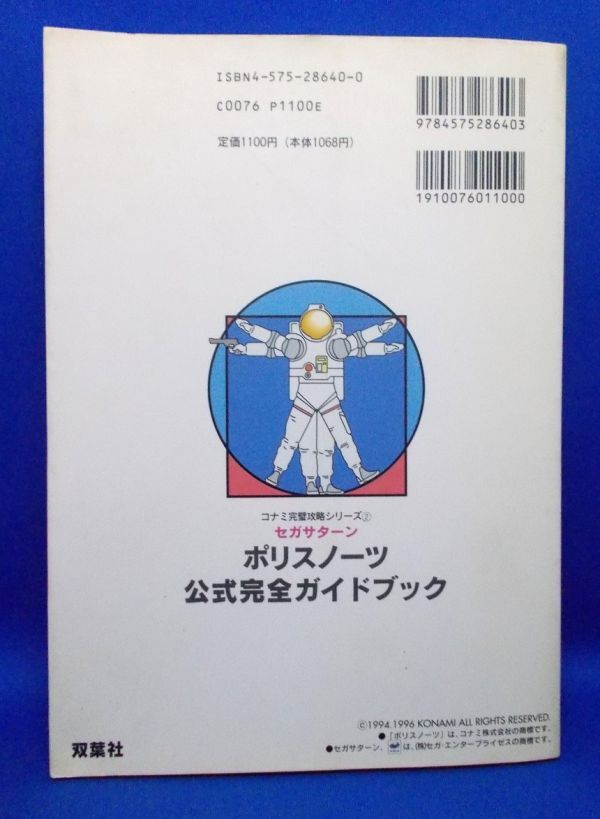 ISBN4-575-28640-0
C0076 P1100E
定価1100円（本体1068円）
9784575286403
1910076011000
コナミ完璧攻略シリーズ②
セガサターン
ポリスノーツ
公式完全ガイドブック
©1994.1996 KONAMI ALL RIGHTS RESERVED.
●「ポリスノーツ」は、コナミ株式会社の商標です。
●セガサターン、 は、(株)セガ・エンタープライゼスの商標です。
双葉社